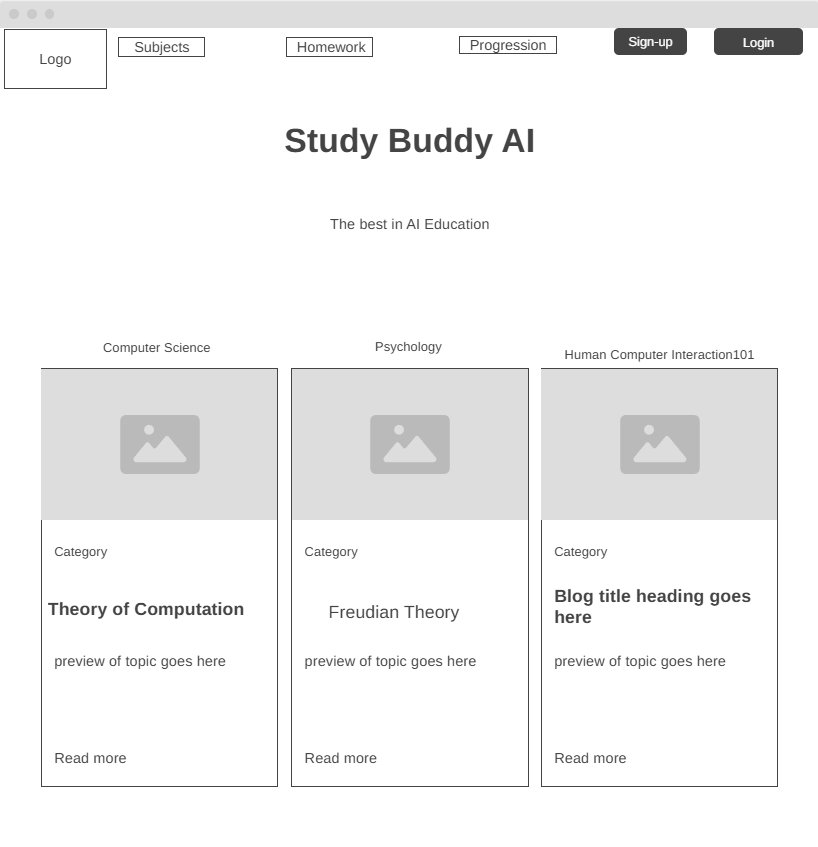 Logo
Subjects
Homework
Progression
Sign-up
Login
Study Buddy AI
The best in AI Education
Computer Science
Psychology
Human Computer Interaction101
Category
Theory of Computation
preview of topic goes here
Read more
Category
Freudian Theory
preview of topic goes here
Read more
Category
Blog title heading goes
here
preview of topic goes here
Read more